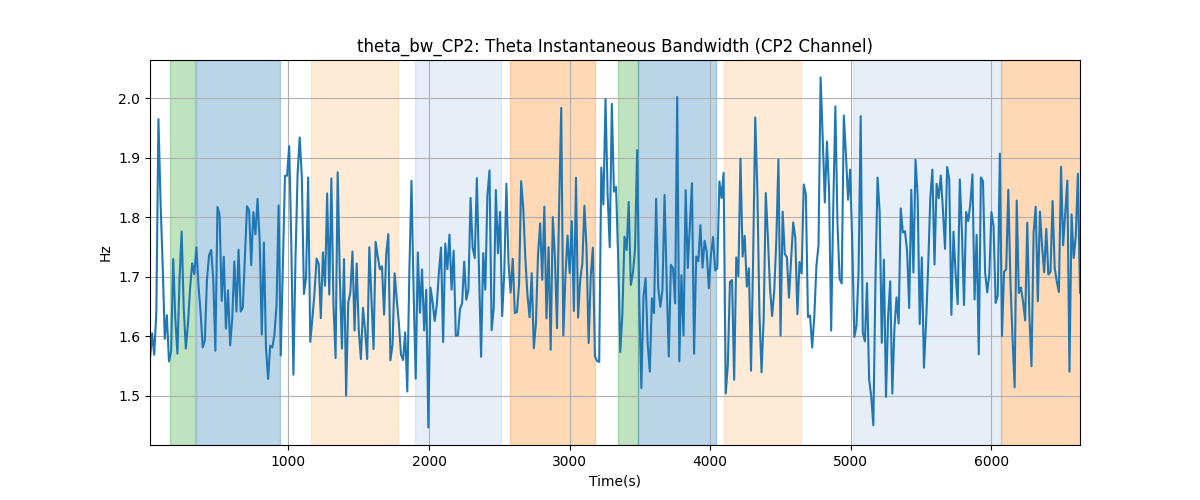 theta_bw_CP2: Theta Instantaneous Bandwidth (CP2 Channel)
Hz
2.0
1.9
1.8
1.7
1.6
1.5
1000 2000 3000 4000 5000 6000
Time(s)